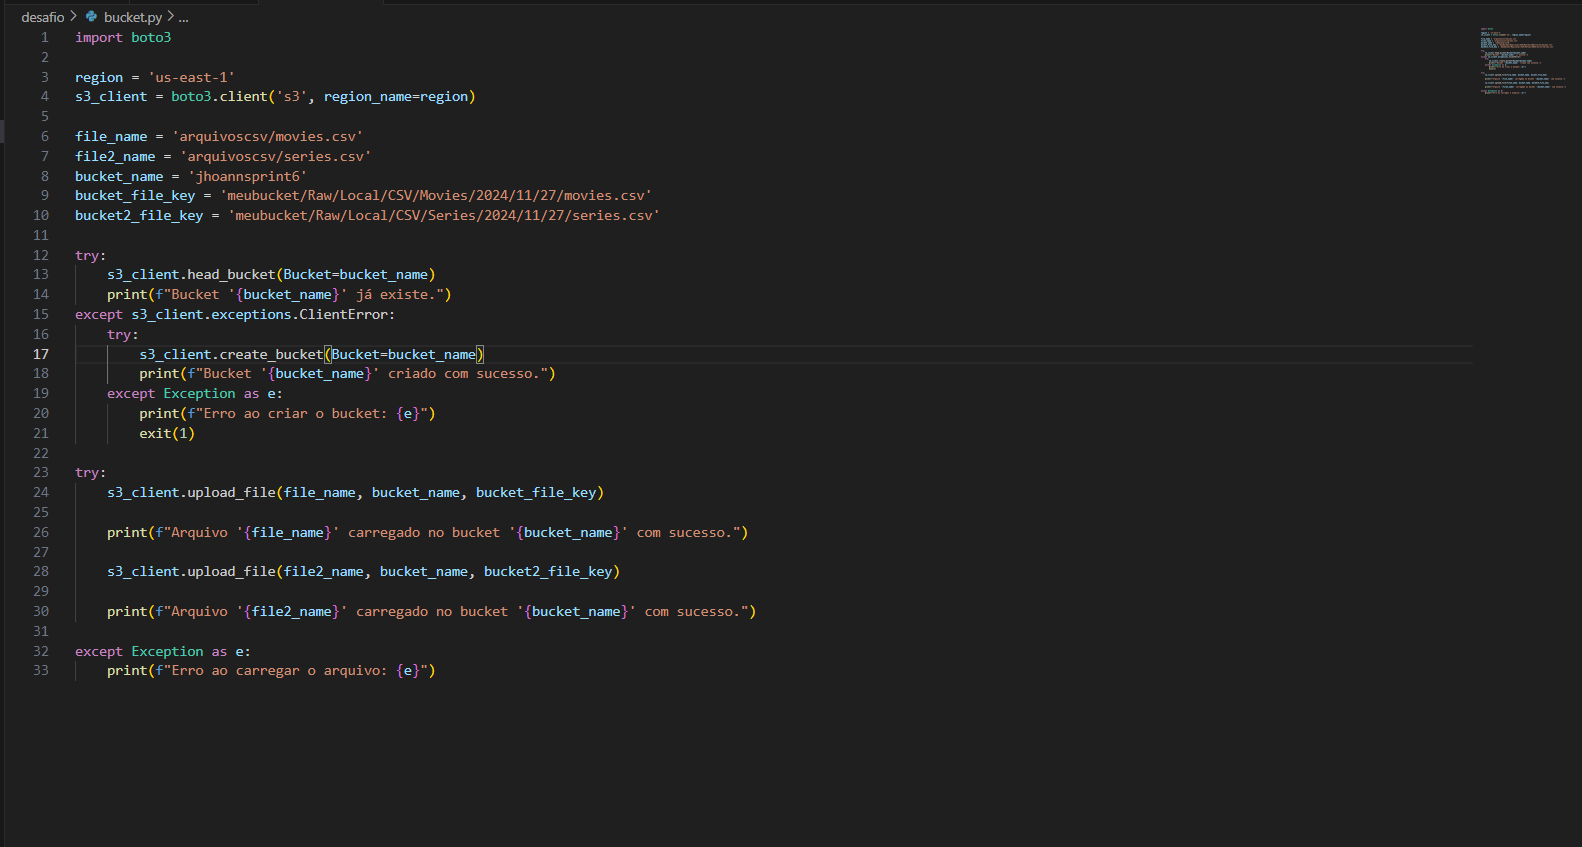 desafio > bucket.py > ...
1 import boto3
2
3 region = 'us-east-1'
4 s3_client = boto3.client('s3', region_name=region)
5
6 file_name = 'arquivoscsv/movies.csv'
7 file2_name = 'arquivoscsv/series.csv'
8 bucket_name = 'jhoannsprint6'
9 bucket_file_key = 'meubucket/Raw/Local/CSV/Movies/2024/11/27/movies.csv'
10 bucket2_file_key = 'meubucket/Raw/Local/CSV/Series/2024/11/27/series.csv'
11
12 try:
13     s3_client.head_bucket(Bucket=bucket_name)
14     print(f"Bucket '{bucket_name}' já existe.")
15 except s3_client.exceptions.ClientError:
16     try:
17         s3_client.create_bucket(Bucket=bucket_name)
18         print(f"Bucket '{bucket_name}' criado com sucesso.")
19     except Exception as e:
20         print(f"Erro ao criar o bucket: {e}")
21         exit(1)
22
23 try:
24     s3_client.upload_file(file_name, bucket_name, bucket_file_key)
25
26     print(f"Arquivo '{file_name}' carregado no bucket '{bucket_name}' com sucesso.")
27
28     s3_client.upload_file(file2_name, bucket_name, bucket2_file_key)
29
30     print(f"Arquivo '{file2_name}' carregado no bucket '{bucket_name}' com sucesso.")
31
32 except Exception as e:
33     print(f"Erro ao carregar o arquivo: {e}")